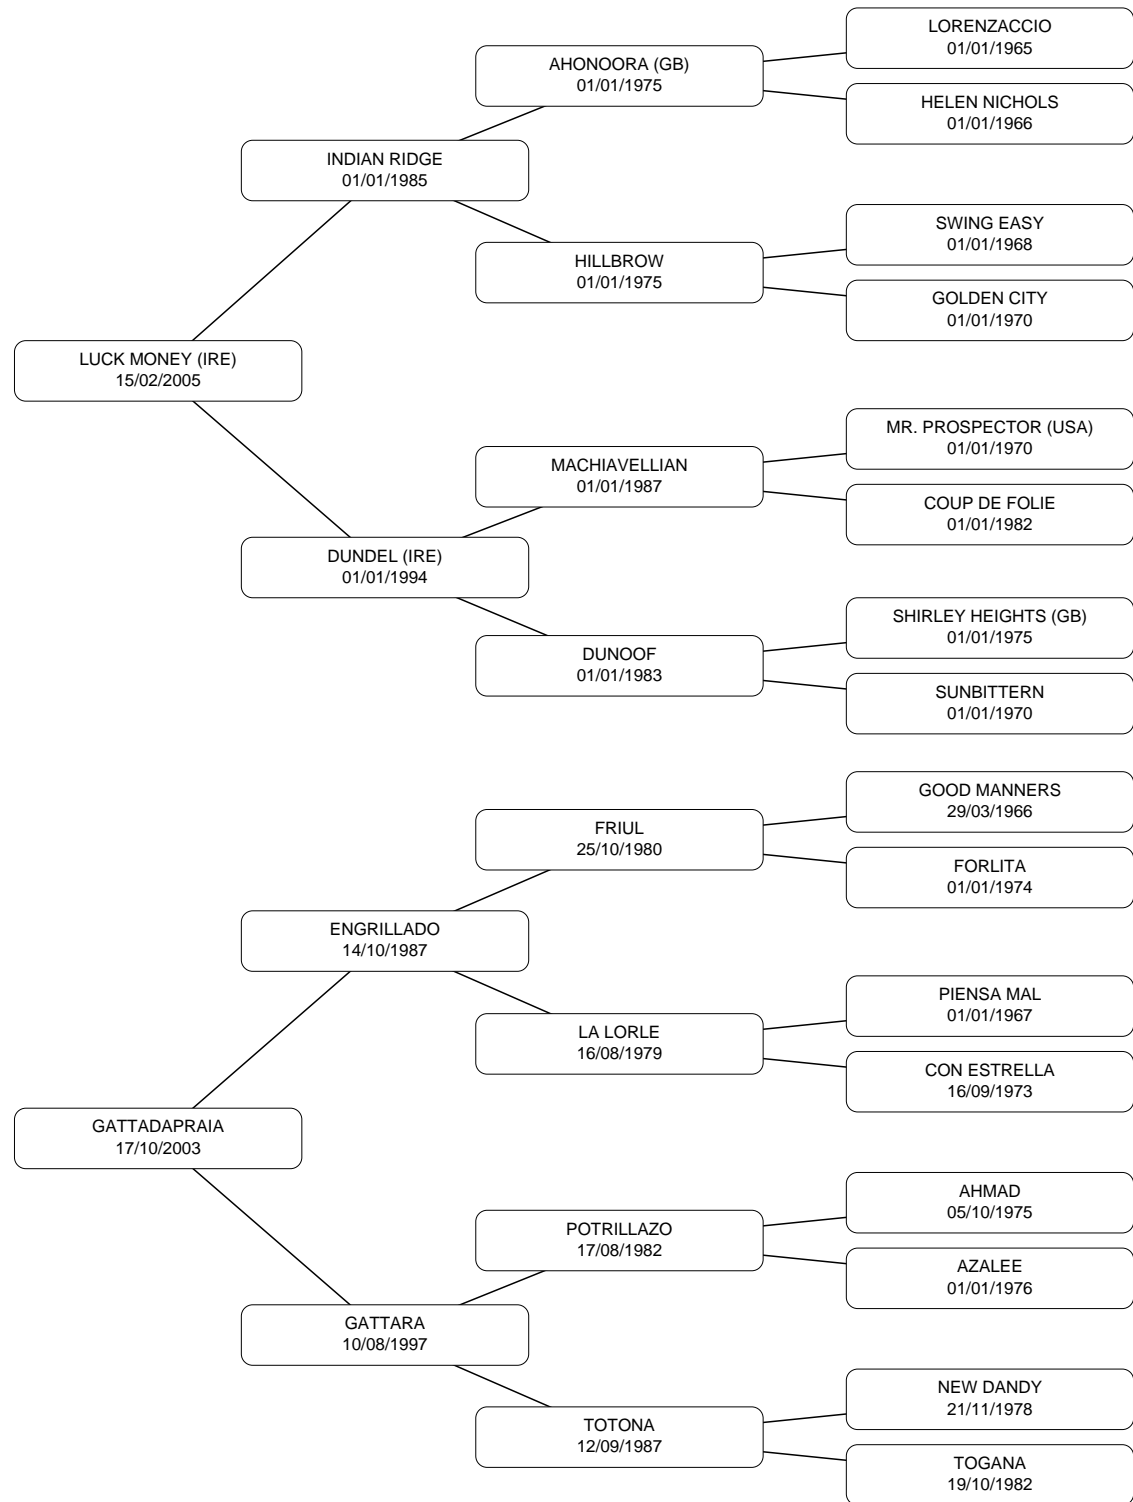 LORENZACCIO
01/01/1965
AHONOORA (GB)
01/01/1975
HELEN NICHOLS
01/01/1966
INDIAN RIDGE
01/01/1985
SWING EASY
01/01/1968
HILLBROW
01/01/1975
GOLDEN CITY
01/01/1970
LUCK MONEY (IRE)
15/02/2005
MR. PROSPECTOR (USA)
01/01/1970
MACHIAVELLIAN
01/01/1987
COUP DE FOLIE
01/01/1982
DUNDEL (IRE)
01/01/1994
SHIRLEY HEIGHTS (GB)
01/01/1975
DUNOOF
01/01/1983
SUNBITTERN
01/01/1970
GOOD MANNERS
29/03/1966
FRIUL
25/10/1980
FORLITA
01/01/1974
ENGRILLADO
14/10/1987
PIENSA MAL
01/01/1967
LA LORLE
16/08/1979
CON ESTRELLA
16/09/1973
GATTADAPRAIA
17/10/2003
AHMAD
05/10/1975
POTRILLAZO
17/08/1982
AZALEE
01/01/1976
GATTARA
10/08/1997
NEW DANDY
21/11/1978
TOTONA
12/09/1987
TOGANA
19/10/1982